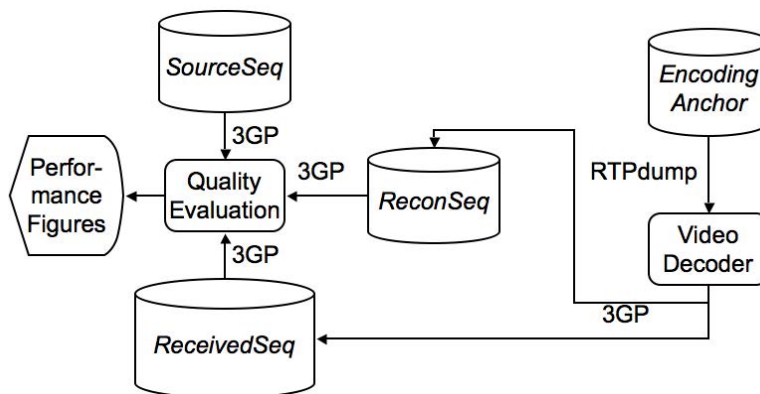 SourceSeq
Encoding
Anchor
3GP
Perfor-
mance
Figures
Quality
Evaluation
3GP
ReconSeq
RTPdump
Video
Decoder
3GP
3GP
ReceivedSeq